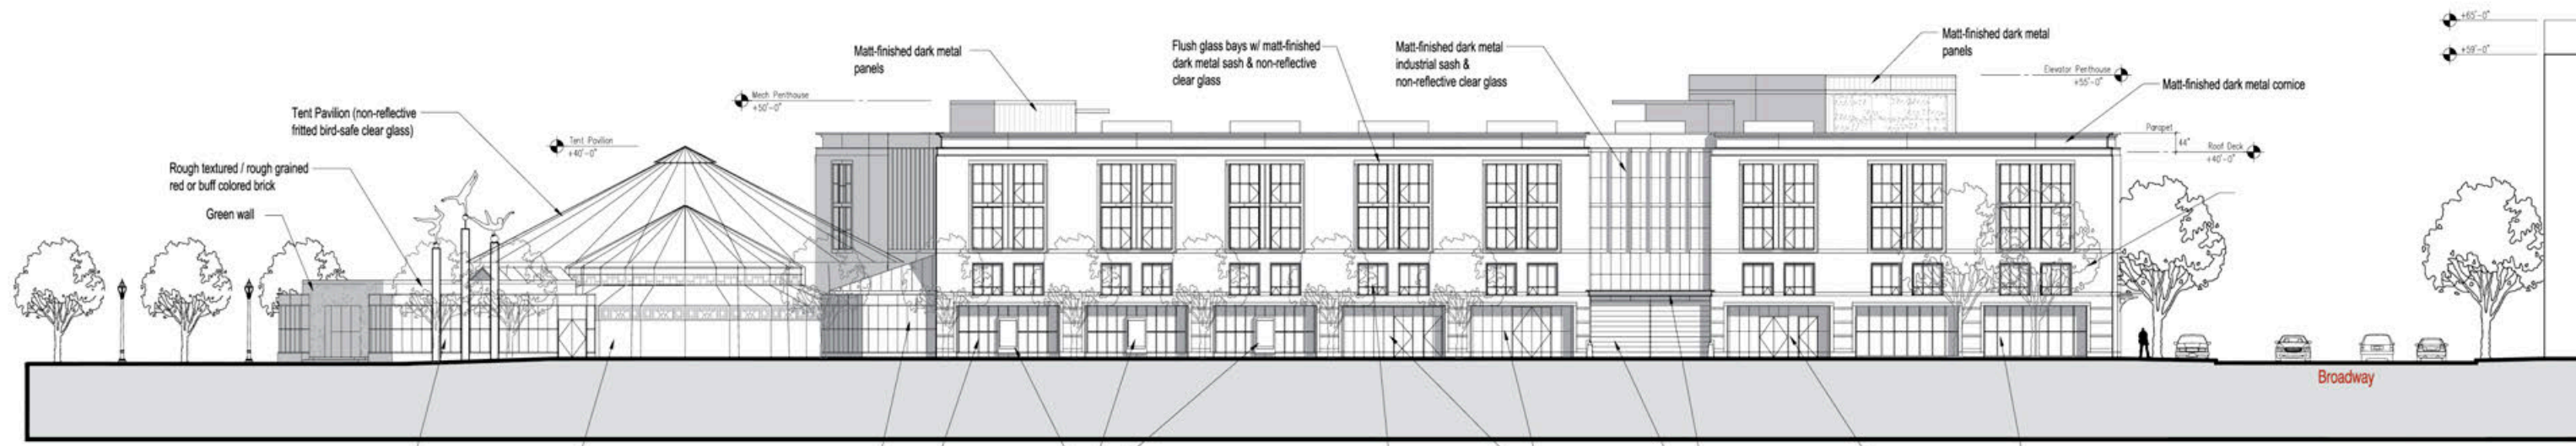 Matt-finished dark metal
panels
Flush glass bays w/ matt-finished
dark metal sash & non-reflective
clear glass
Matt-finished dark metal
industrial sash &
non-reflective clear glass
Matt-finished dark metal
panels
+65'-0"
+59'-0"
Elevator Penthouse
+55'-0"
Matt-finished dark metal cornice
Mech Penthouse
+50'-0"
Tent Pavilion (non-reflective
fritted bird-safe clear glass)
Tent Pavilion
+40'-0"
Parapet
44"
Roof Deck
+40'-0"
Rough textured / rough grained
red or buff colored brick
Green wall
Broadway